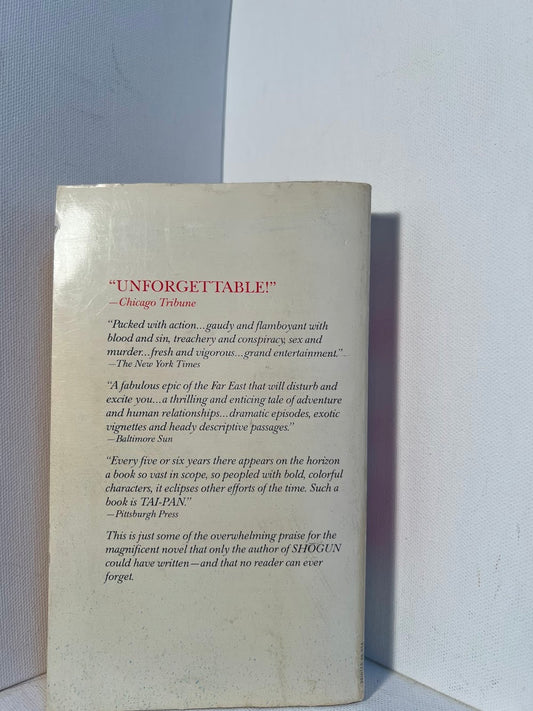 "UNFORGETTABLE!"
—Chicago Tribune
"Packed with action...gaudy and flamboyant with
blood and sin, treachery and conspiracy, sex and
murder...fresh and vigorous...grand entertainment."
—The New York Times
"A fabulous epic of the Far East that will disturb and
excite you...a thrilling and enticing tale of adventure
and human relationships...dramatic episodes, exotic
vignettes and heady descriptive passages."
—Baltimore Sun
"Every five or six years there appears on the horizon
a book so vast in scope, so peopled with bold, colorful
characters, it eclipses other efforts of the time. Such a
book is TAI-PAN."
—Pittsburgh Press
This is just some of the overwhelming praise for the
magnificent novel that only the author of SHŌGUN
could have written—and that no reader can ever
forget.